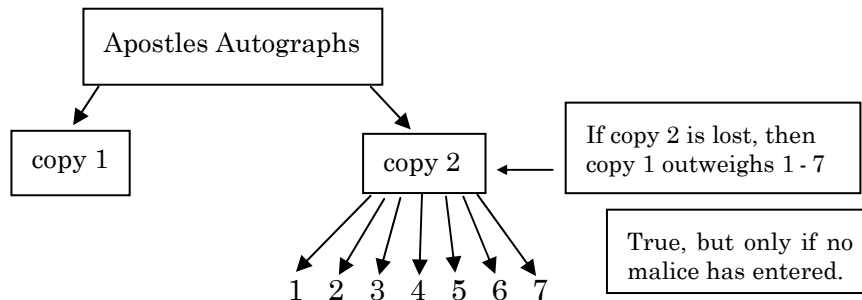 Apostles Autographs
copy 1
copy 2
If copy 2 is lost, then
copy 1 outweighs 1 - 7
True, but only if no
malice has entered.
1 2 3 4 5 6 7